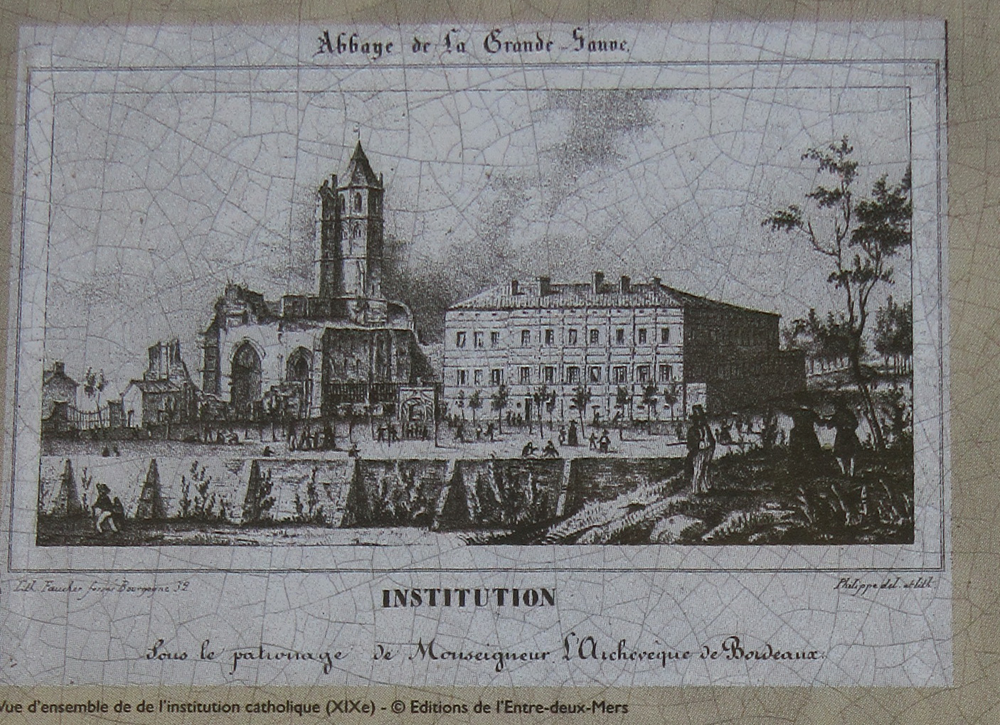 Abbaye de La Grande-Sauve.
Lith. Faucher fossés Bourgogne 32
Philippe del. et lith.
INSTITUTION
Sous le patronage de Monseigneur L'Archevêque de Bordeaux.
Vue d'ensemble de de l'institution catholique (XIXe) - © Editions de l'Entre-deux-Mers